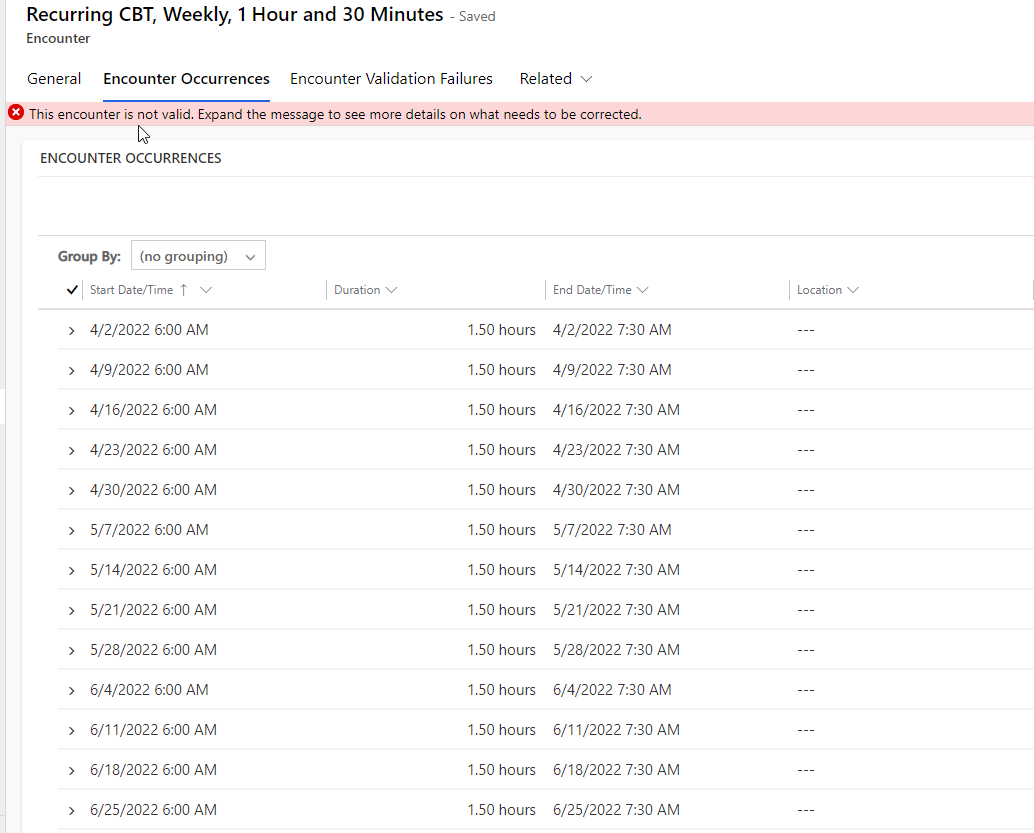 Recurring CBT, Weekly, 1 Hour and 30 Minutes - Saved
Encounter
General Encounter Occurrences Encounter Validation Failures Related
This encounter is not valid. Expand the message to see more details on what needs to be corrected.
ENCOUNTER OCCURRENCES
Group By: (no grouping)
Start Date/Time ↑ Duration End Date/Time Location
4/2/2022 6:00 AM 1.50 hours 4/2/2022 7:30 AM ---
4/9/2022 6:00 AM 1.50 hours 4/9/2022 7:30 AM ---
4/16/2022 6:00 AM 1.50 hours 4/16/2022 7:30 AM ---
4/23/2022 6:00 AM 1.50 hours 4/23/2022 7:30 AM ---
4/30/2022 6:00 AM 1.50 hours 4/30/2022 7:30 AM ---
5/7/2022 6:00 AM 1.50 hours 5/7/2022 7:30 AM ---
5/14/2022 6:00 AM 1.50 hours 5/14/2022 7:30 AM ---
5/21/2022 6:00 AM 1.50 hours 5/21/2022 7:30 AM ---
5/28/2022 6:00 AM 1.50 hours 5/28/2022 7:30 AM ---
6/4/2022 6:00 AM 1.50 hours 6/4/2022 7:30 AM ---
6/11/2022 6:00 AM 1.50 hours 6/11/2022 7:30 AM ---
6/18/2022 6:00 AM 1.50 hours 6/18/2022 7:30 AM ---
6/25/2022 6:00 AM 1.50 hours 6/25/2022 7:30 AM ---